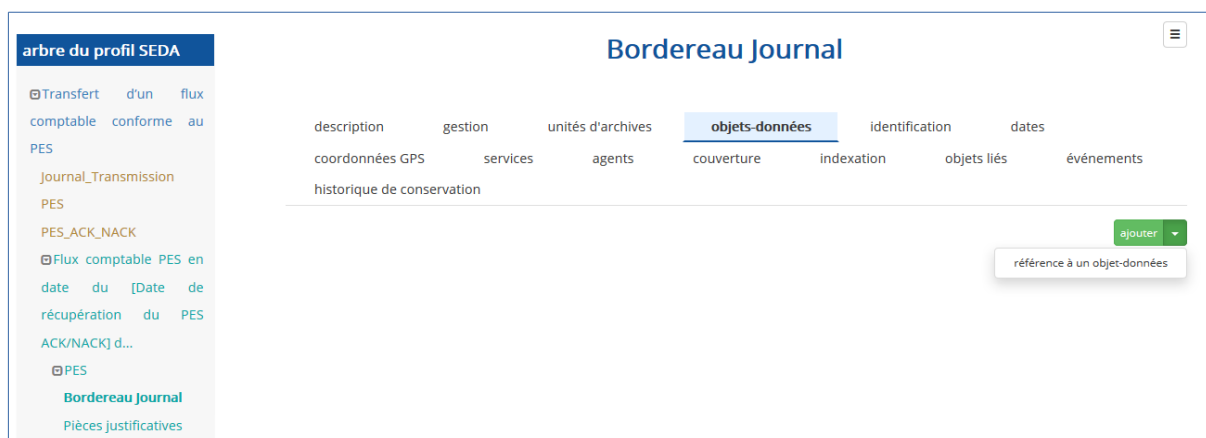 arbre du profil SEDA
Transfert d'un flux
comptable conforme au
PES
Journal_Transmission
PES
PES_ACK_NACK
Flux comptable PES en
date du [Date de
récupération du PES
ACK/NACK] d...
PES
Bordereau Journal
Pièces justificatives
Bordereau Journal
description gestion unités d'archives objets-données identification dates
coordonnées GPS services agents couverture indexation objets liés événements
historique de conservation
ajouter
référence à un objet-données